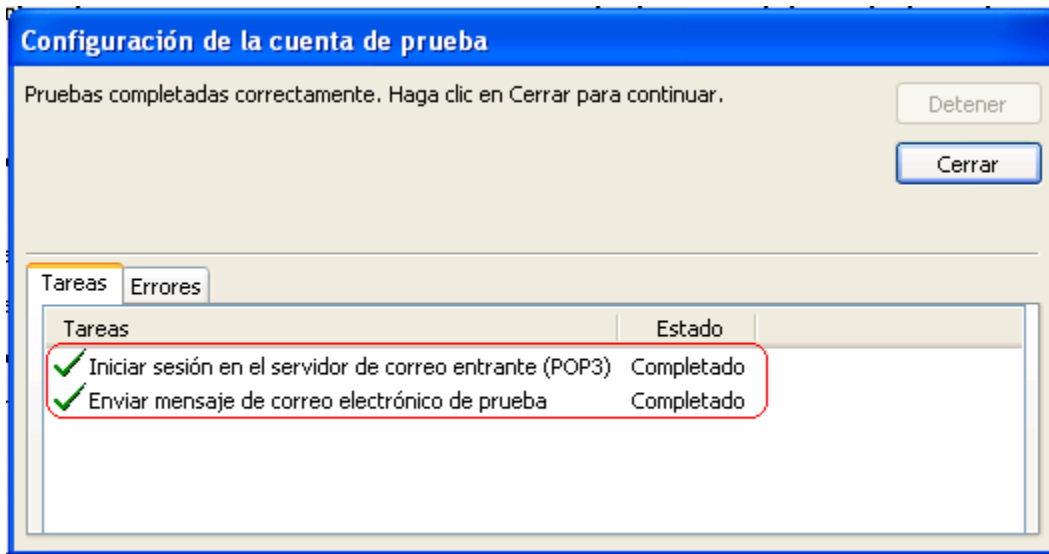 Configuración de la cuenta de prueba
Pruebas completadas correctamente. Haga clic en Cerrar para continuar.
Detener
Cerrar
Tareas Errores
Tareas Estado
Iniciar sesión en el servidor de correo entrante (POP3) Completado
Enviar mensaje de correo electrónico de prueba Completado